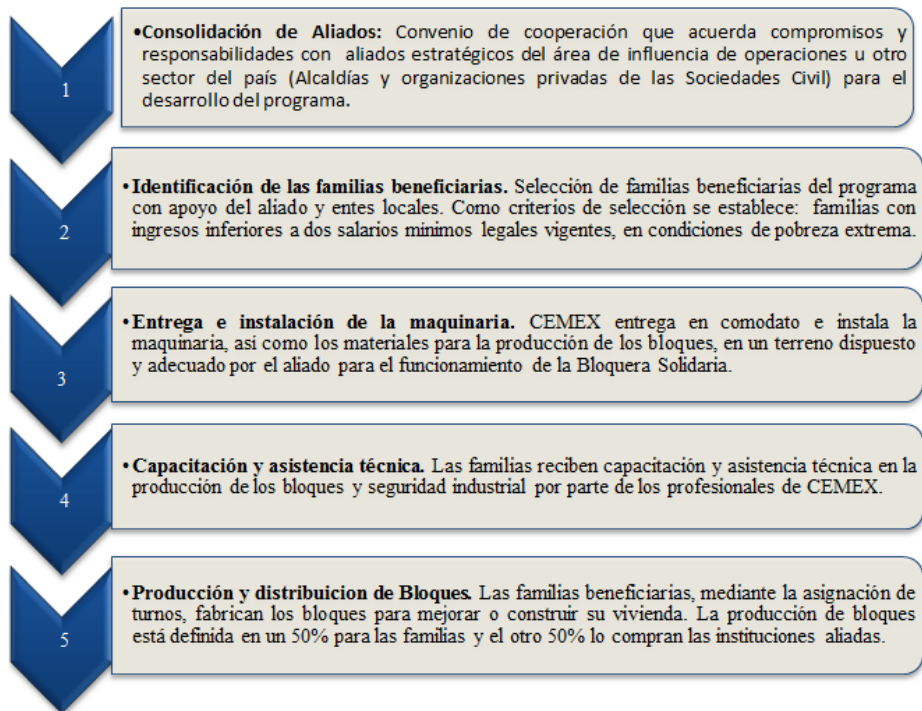 •Consolidación de Aliados: Convenio de cooperación que acuerda compromisos y
responsabilidades con aliados estratégicos del área de influencia de operaciones u otro
sector del país (Alcaldías y organizaciones privadas de las Sociedades Civil) para el
desarrollo del programa.
1
• Identificación de las familias beneficiarias. Selección de familias beneficiarias del programa
con apoyo del aliado y entes locales. Como criterios de selección se establece: familias con
ingresos inferiores a dos salarios minimos legales vigentes, en condiciones de pobreza extrema.
2
• Entrega e instalación de la maquinaria. CEMEX entrega en comodato e instala la
maquinaria, así como los materiales para la producción de los bloques, en un terreno dispuesto
y adecuado por el aliado para el funcionamiento de la Bloquera Solidaria.
3
• Capacitación y asistencia técnica. Las familias reciben capacitación y asistencia técnica en la
producción de los bloques y seguridad industrial por parte de los profesionales de CEMEX.
4
• Producción y distribuicion de Bloques. Las familias beneficiarias, mediante la asignación de
turnos, fabrican los bloques para mejorar o construir su vivienda. La producción de bloques
está definida en un 50% para las familias y el otro 50% lo compran las instituciones aliadas.
5